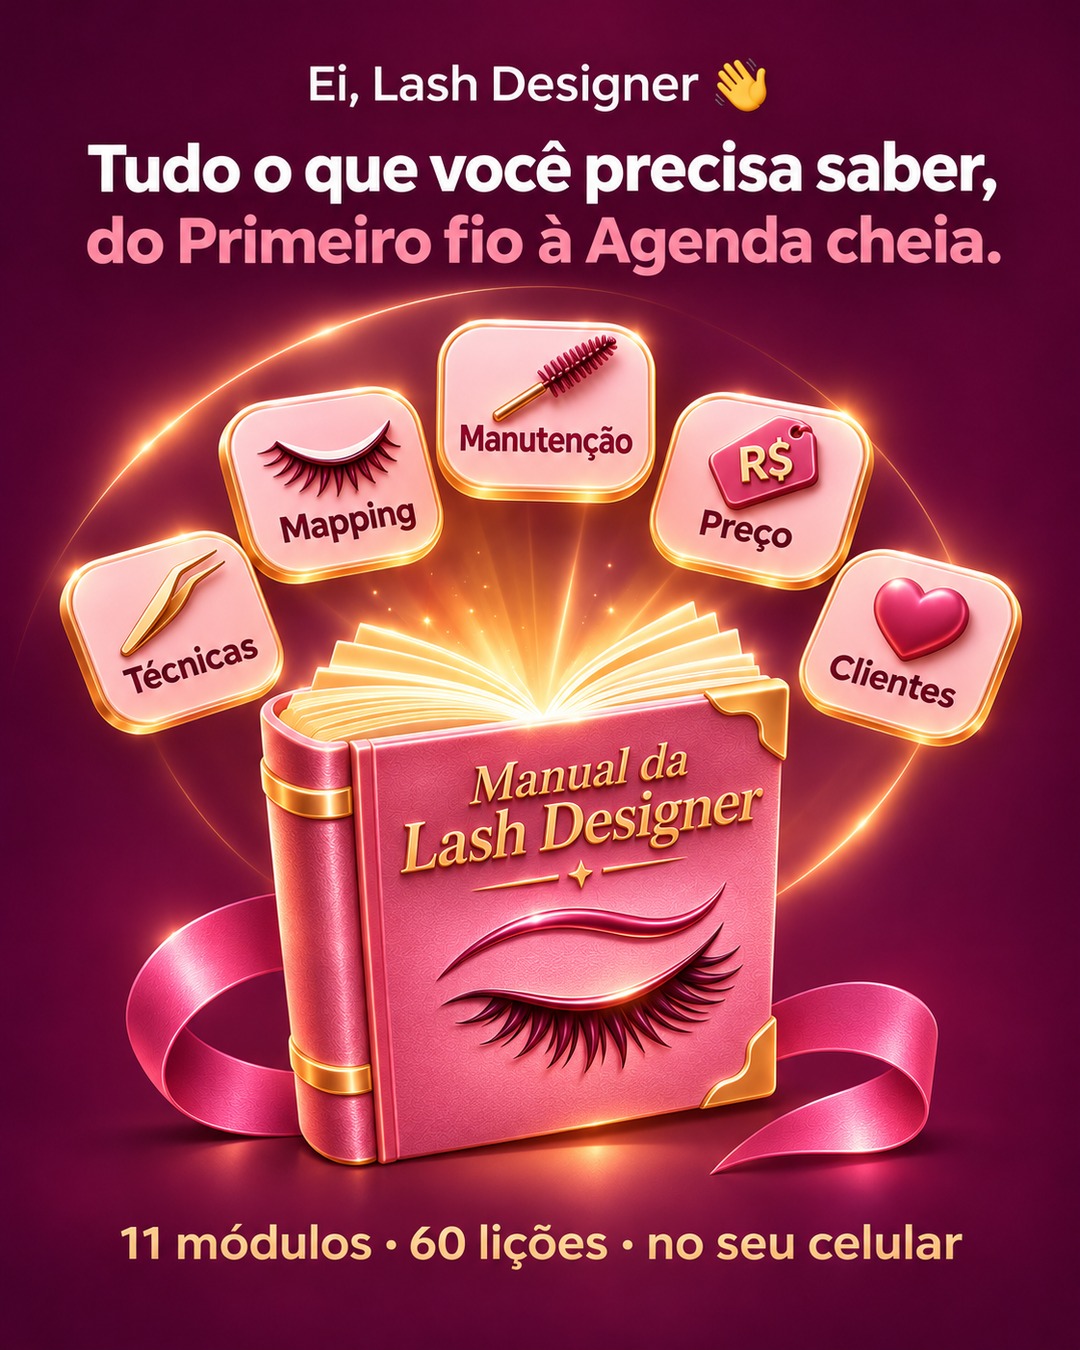 Ei, Lash Designer 👋
Tudo o que você precisa saber,
do Primeiro fio à Agenda cheia.
Manutenção
Mapping
Preço
Técnicas
Clientes
R$
Manual da
Lash Designer
11 módulos • 60 lições • no seu celular